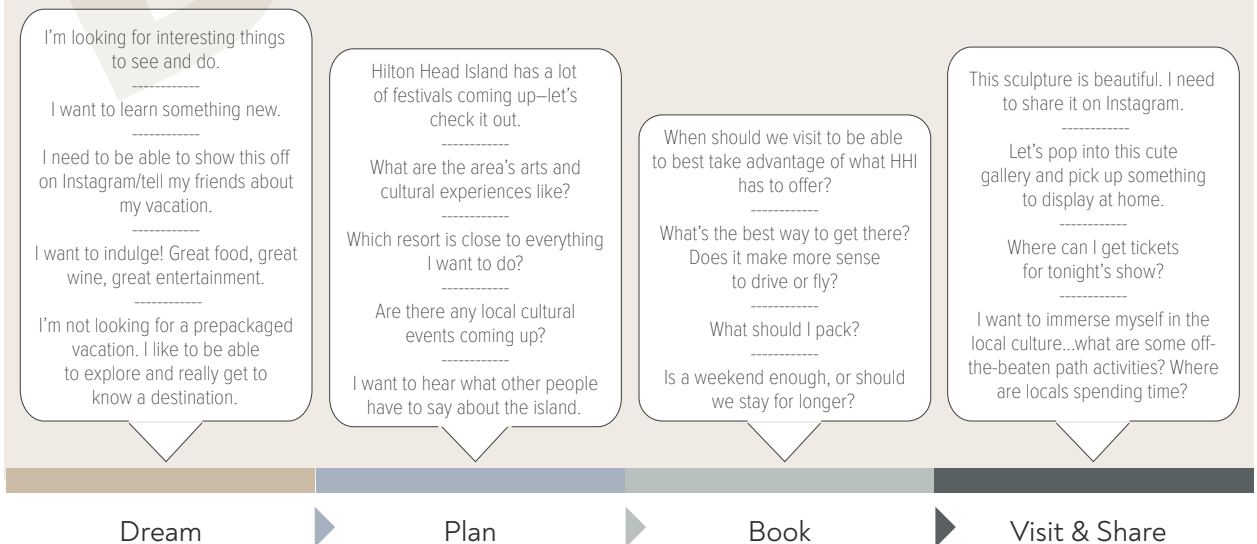 I'm looking for interesting things
to see and do.
------------
I want to learn something new.
------------
I need to be able to show this off
on Instagram/tell my friends about
my vacation.
------------
I want to indulge! Great food, great
wine, great entertainment.
------------
I'm not looking for a prepackaged
vacation. I like to be able
to explore and really get to
know a destination.
Hilton Head Island has a lot
of festivals coming up–let's
check it out.
------------
What are the area's arts and
cultural experiences like?
------------
Which resort is close to everything
I want to do?
------------
Are there any local cultural
events coming up?
------------
I want to hear what other people
have to say about the island.
When should we visit to be able
to best take advantage of what HHI
has to offer?
------------
What's the best way to get there?
Does it make more sense
to drive or fly?
------------
What should I pack?
------------
Is a weekend enough, or should
we stay for longer?
This sculpture is beautiful. I need
to share it on Instagram.
------------
Let's pop into this cute
gallery and pick up something
to display at home.
------------
Where can I get tickets
for tonight's show?
------------
I want to immerse myself in the
local culture...what are some off-
the-beaten path activities? Where
are locals spending time?
Dream
Plan
Book
Visit & Share